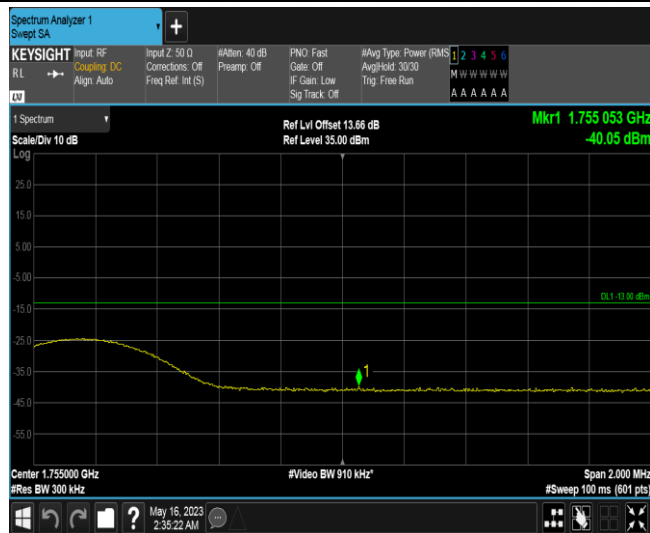 Spectrum Analyzer 1
Swept SA
+
KEYSIGHT
RL
LXI
Input: RF
Coupling: DC
Align: Auto
Input Z: 50 Ω
Corrections: Off
Freq Ref: Int (S)
#Atten: 40 dB
Preamp: Off
PNO: Fast
Gate: Off
IF Gain: Low
Sig Track: Off
#Avg Type: Power (RMS
Avg|Hold: 30/30
Trig: Free Run
1 2 3 4 5 6
M W W W W W
A A A A A A
1 Spectrum
Scale/Div 10 dB
Log
Ref Lvl Offset 13.66 dB
Ref Level 35.00 dBm
Mkr1 1.755 053 GHz
-40.05 dBm
25.0
15.0
5.00
-5.00
DL1 -13.00 dBm
-15.0
-25.0
-35.0
1
-45.0
-55.0
Center 1.755000 GHz
#Res BW 300 kHz
#Video BW 910 kHz*
Span 2.000 MHz
#Sweep 100 ms (601 pts)
?
May 16, 2023
2:35:22 AM